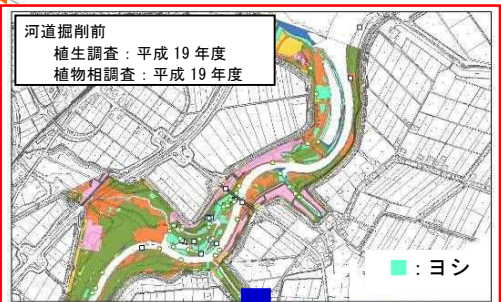 河道掘削前
植生調査：平成 19 年度
植物相調査：平成 19 年度
：ヨシ